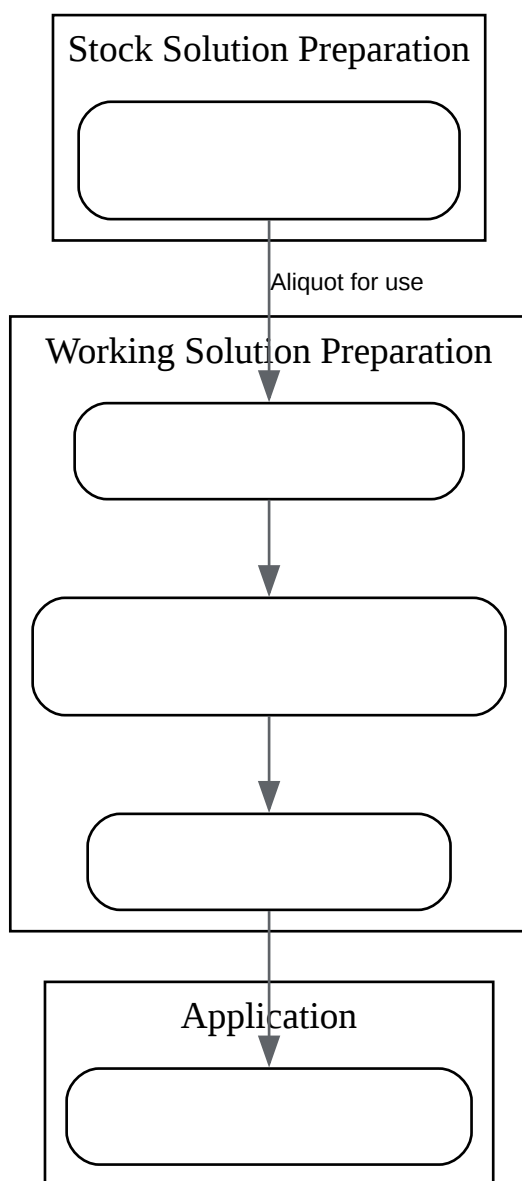 Stock Solution Preparation
Aliquot for use
Working Solution Preparation
Application